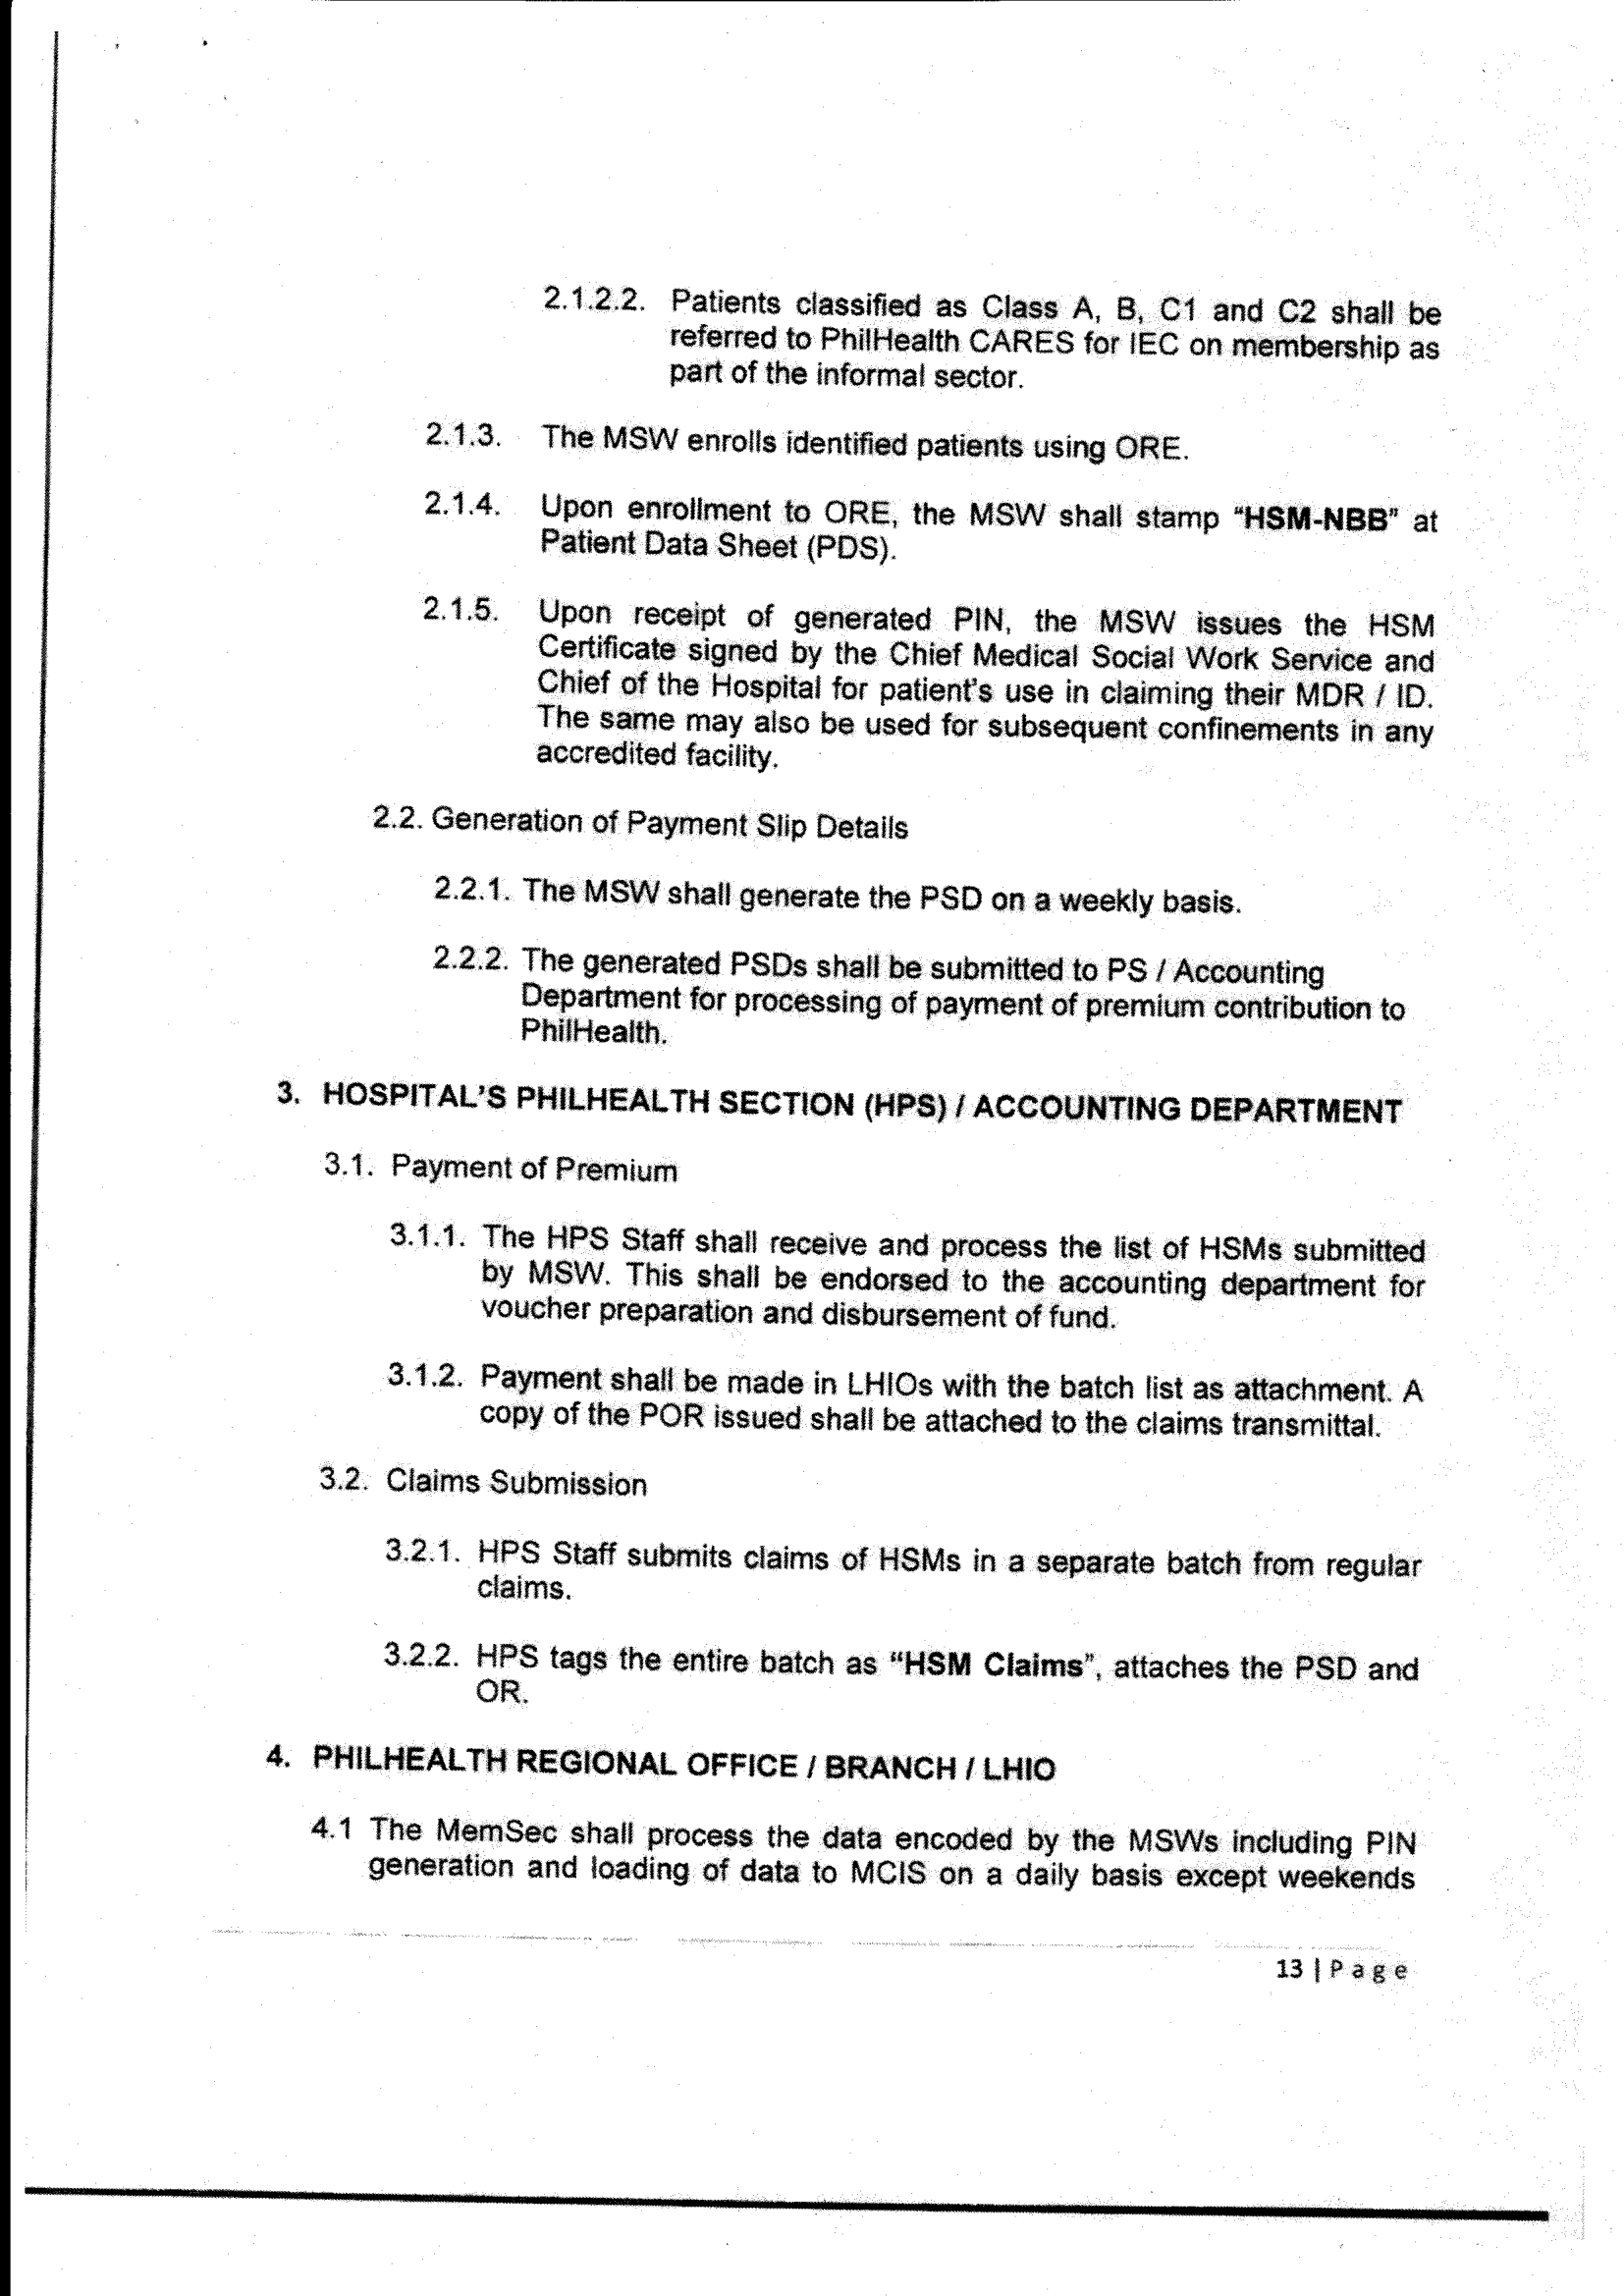 2.1.2.2. Patients classified as Class A, B, C1 and C2 shall be
referred to PhilHealth CARES for IEC on membership as
part of the informal sector.
2.1.3. The MSW enrolls identified patients using ORE.
2.1.4. Upon enrollment to ORE, the MSW shall stamp "HSM-NBB" at
Patient Data Sheet (PDS).
2.1.5. Upon receipt of generated PIN, the MSW issues the HSM
Certificate signed by the Chief Medical Social Work Service and
Chief of the Hospital for patient's use in claiming their MDR / ID.
The same may also be used for subsequent confinements in any
accredited facility.
2.2. Generation of Payment Slip Details
2.2.1. The MSW shall generate the PSD on a weekly basis.
2.2.2. The generated PSDs shall be submitted to PS / Accounting
Department for processing of payment of premium contribution to
PhilHealth.
3. HOSPITAL'S PHILHEALTH SECTION (HPS) / ACCOUNTING DEPARTMENT
3.1. Payment of Premium
3.1.1. The HPS Staff shall receive and process the list of HSMs submitted
by MSW. This shall be endorsed to the accounting department for
voucher preparation and disbursement of fund.
3.1.2. Payment shall be made in LHIOs with the batch list as attachment. A
copy of the POR issued shall be attached to the claims transmittal.
3.2. Claims Submission
3.2.1. HPS Staff submits claims of HSMs in a separate batch from regular
claims.
3.2.2. HPS tags the entire batch as "HSM Claims", attaches the PSD and
OR.
4. PHILHEALTH REGIONAL OFFICE / BRANCH / LHIO
4.1 The MemSec shall process the data encoded by the MSWs including PIN
generation and loading of data to MCIS on a daily basis except weekends
13 | P a g e